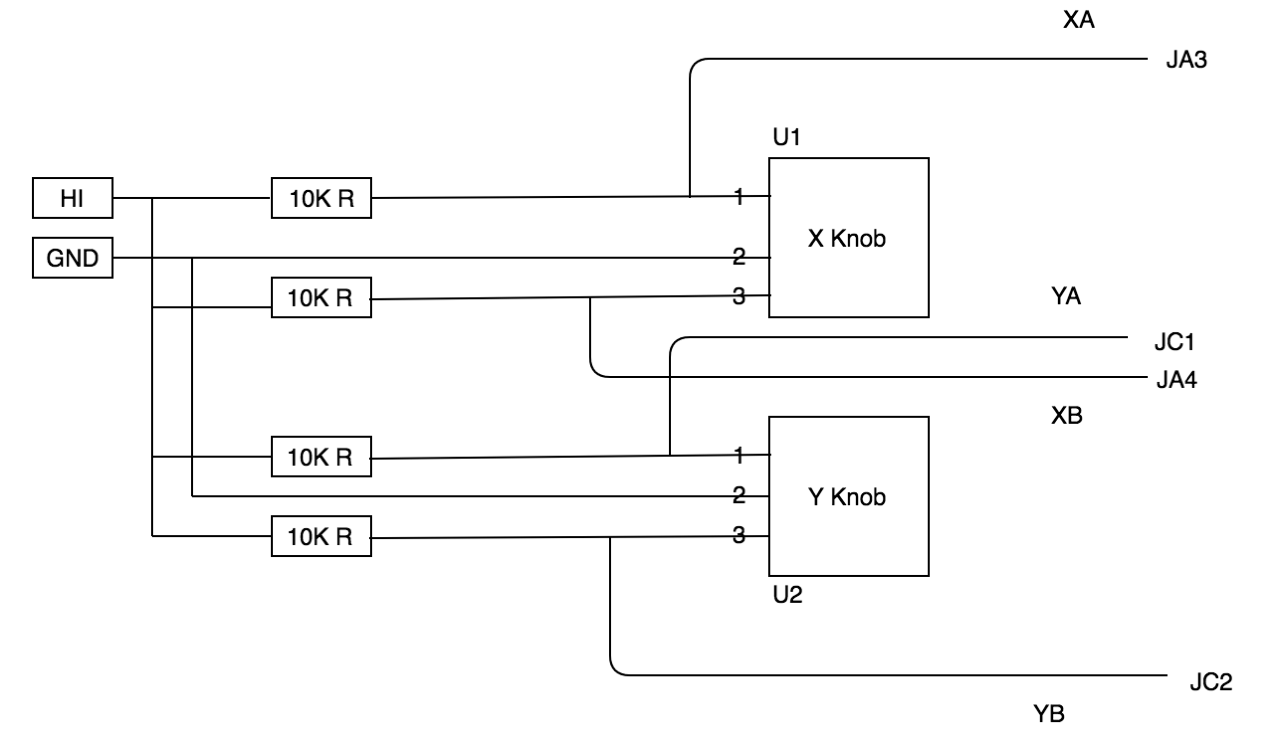 XA
JA3
U1
HI
10K R
1
X Knob
GND
2
10K R
3
YA
JC1
JA4
XB
10K R
1
2
Y Knob
10K R
3
U2
JC2
YB